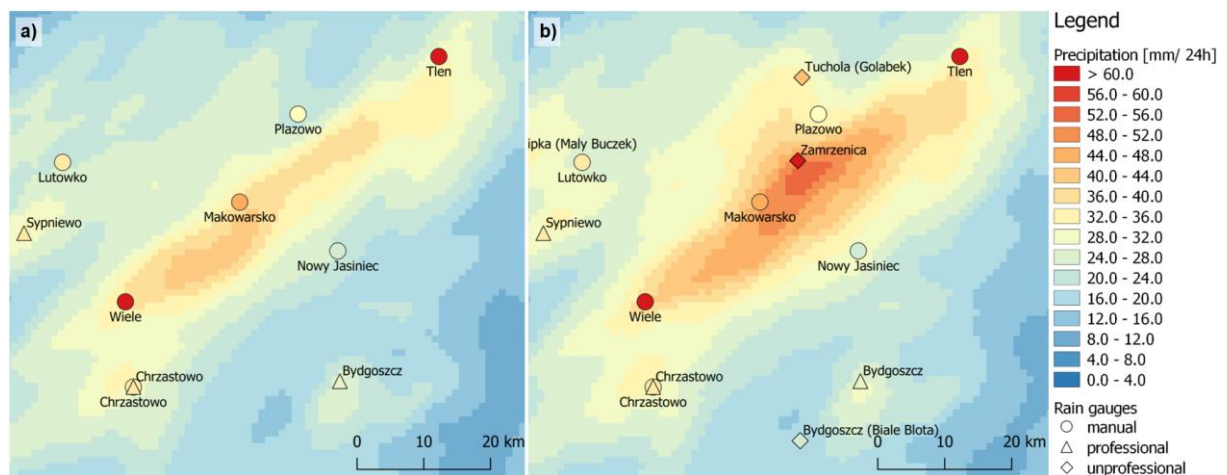 a)
Tlen
Plazowo
Lutowko
Sypniewo
Makowarsko
Nowy Jasiniec
Wiele
Chrzastowo
Chrzastowo
Bydgoszcz
0 10 20 km
b)
Tuchola (Golabek)
Tlen
Plazowo
ipka (Maly Buczek)
Zamrzenica
Lutowko
Sypniewo
Makowarsko
Nowy Jasiniec
Wiele
Chrzastowo
Chrzastowo
Bydgoszcz
Bydgoszcz (Biale Blota)
0 10 20 km
Legend
Precipitation [mm/ 24h]
> 60.0
56.0 - 60.0
52.0 - 56.0
48.0 - 52.0
44.0 - 48.0
40.0 - 44.0
36.0 - 40.0
32.0 - 36.0
28.0 - 32.0
24.0 - 28.0
20.0 - 24.0
16.0 - 20.0
12.0 - 16.0
8.0 - 12.0
4.0 - 8.0
0.0 - 4.0
Rain gauges
manual
professional
unprofessional